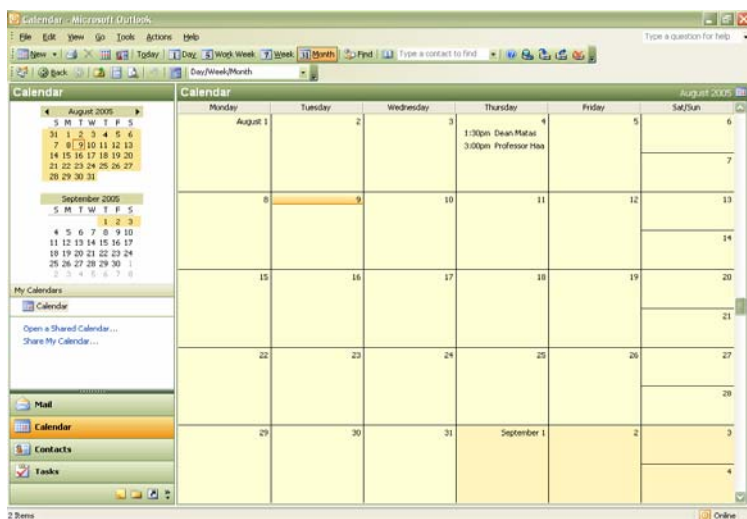 Calendar - Microsoft Outlook
File Edit View Go Tools Actions Help
Type a question for help
New Today 1 Day 5 Work Week 7 Week 31 Month Find Type a contact to find
Back Day/Week/Month
Calendar
August 2005
S M T W T F S
31 1 2 3 4 5 6
7 8 9 10 11 12 13
14 15 16 17 18 19 20
21 22 23 24 25 26 27
28 29 30 31
September 2005
S M T W T F S
1 2 3
4 5 6 7 8 9 10
11 12 13 14 15 16 17
18 19 20 21 22 23 24
25 26 27 28 29 30 1
2 3 4 5 6 7 8
My Calendars
Calendar
Open a Shared Calendar...
Share My Calendar...
Mail
Calendar
Contacts
Tasks
Calendar August 2005
Monday Tuesday Wednesday Thursday Friday Sat/Sun
August 1 2 3 4 5 6
1:30pm Dean Matas
3:00pm Professor Haa
7
8 9 10 11 12 13
14
15 16 17 18 19 20
21
22 23 24 25 26 27
28
29 30 31 September 1 2 3
4
2 Items
Online